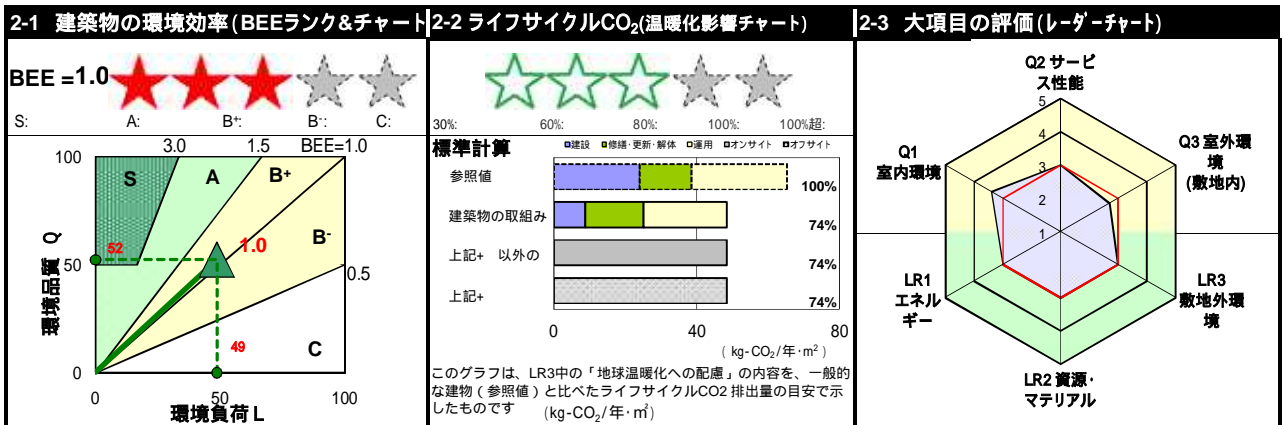 2-1 建築物の環境効率(BEEランク&チャート
BEE =1.0
S: A: B+: B-: C:
3.0 1.5 BEE=1.0
100
S A B+
B-
52
1.0
50
0.5
49
C
0
0 50 100
環境品質 Q
環境負荷 L
2-2 ライフサイクルCO2(温暖化影響チャート)
30%: 60%: 80%: 100%: 100%超:
標準計算
建設 修繕・更新・解体 運用 オンサイト オフサイト
参照値 100%
建築物の取組み 74%
上記+ 以外の 74%
上記+ 74%
0 40 80
( kg-CO2/年・m2 )
このグラフは、LR3中の「地球温暖化への配慮」の内容を、一般的
な建物(参照値)と比べたライフサイクルCO2 排出量の目安で示
したものです (kg-CO2/年・㎡)
2-3 大項目の評価(レーダーチャート)
Q2 サービ
ス性能
5
4
3
2
1
Q1
室内環境
Q3 室外環
境
(敷地内)
LR1
エネル
ギー
LR3
敷地外環
境
LR2 資源・
マテリアル